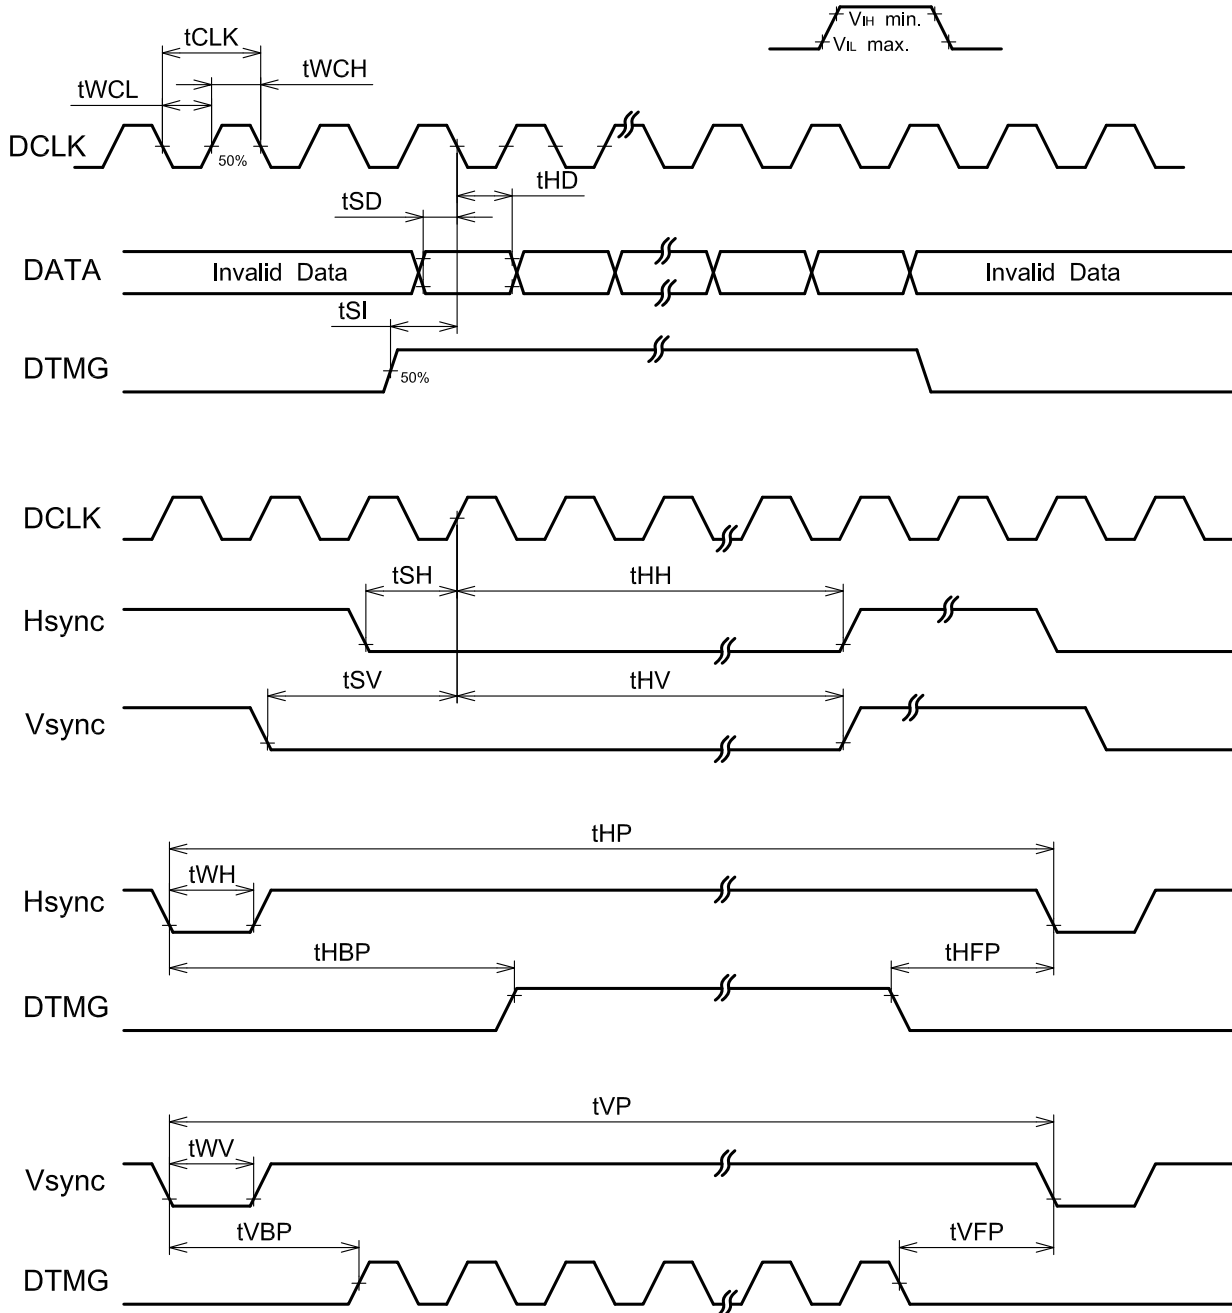 VIH min.
VIL max.
tCLK
tWCH
tWCL
DCLK
50%
tHD
tSD
DATA
Invalid Data
Invalid Data
tSI
DTMG
50%
DCLK
tSH
tHH
Hsync
tSV
tHV
Vsync
tHP
tWH
Hsync
tHBP
tHFP
DTMG
tVP
tWV
Vsync
tVBP
tVFP
DTMG